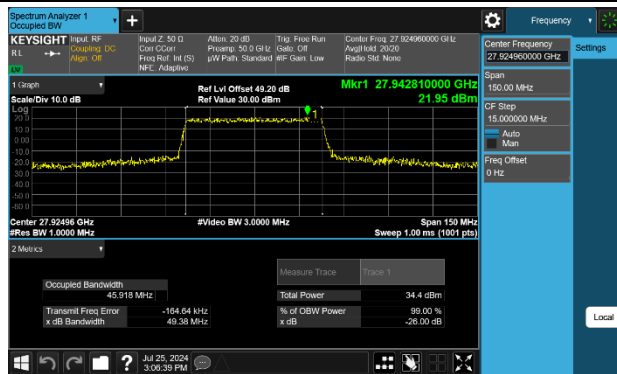 Spectrum Analyzer 1
Occupied BW
Frequency
KEYSIGHT
Input: RF
Coupling: DC
Align: Off
Input Z: 50 Ω
Corr CCorr
Freq Ref: Int (S)
NFE: Adaptive
Atten: 20 dB
Preamp: 50.0 GHz
µW Path: Standard
Trig: Free Run
Gate: Off
#IF Gain: Low
Center Freq: 27.924960000 GHz
Avg|Hold: 20/20
Radio Std: None
R L
LXI
Center Frequency
27.924960000 GHz
Settings
Span
150.00 MHz
CF Step
15.000000 MHz
Auto
Man
Freq Offset
0 Hz
1 Graph
Ref Lvl Offset 49.20 dB
Mkr1 27.942810000 GHz
Scale/Div 10.0 dB
Ref Value 30.00 dBm
21.95 dBm
Log
20.0
10.0
0.00
-10.0
-20.0
-30.0
-40.0
-50.0
-60.0
1
Center 27.92496 GHz
#Video BW 3.0000 MHz
Span 150 MHz
#Res BW 1.0000 MHz
Sweep 1.00 ms (1001 pts)
2 Metrics
Measure Trace
Trace 1
Occupied Bandwidth
45.918 MHz
Total Power
34.4 dBm
Transmit Freq Error
-164.64 kHz
% of OBW Power
99.00 %
x dB Bandwidth
49.38 MHz
x dB
-26.00 dB
Local
?
Jul 25, 2024
3:06:39 PM